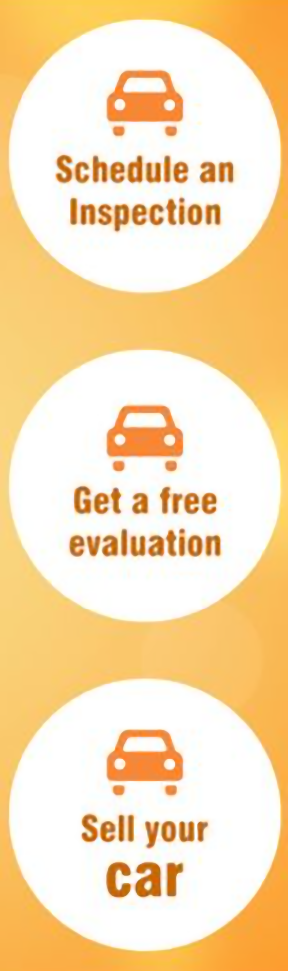 Schedule an
Inspection
Get a free
evaluation
Sell your
car